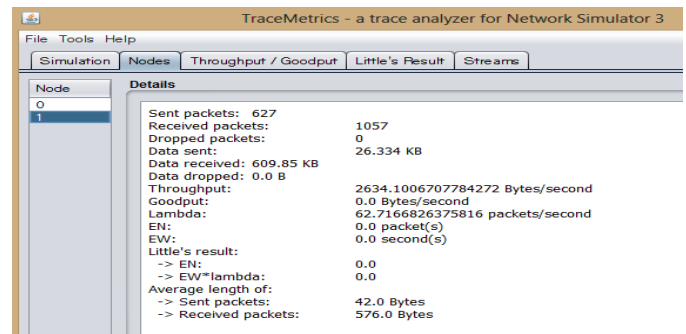 TraceMetrics - a trace analyzer for Network Simulator 3
File Tools Help
Simulation Nodes Throughput / Goodput Little's Result Streams
Node
0
1
Details
Sent packets: 627
Received packets: 1057
Dropped packets: 0
Data sent: 26.334 KB
Data received: 609.85 KB
Data dropped: 0.0 B
Throughput: 2634.1006707784272 Bytes/second
Goodput: 0.0 Bytes/second
Lambda: 62.7166826375816 packets/second
EN: 0.0 packet(s)
EW: 0.0 second(s)
Little's result:
-> EN: 0.0
-> EW*lambda: 0.0
Average length of:
-> Sent packets: 42.0 Bytes
-> Received packets: 576.0 Bytes